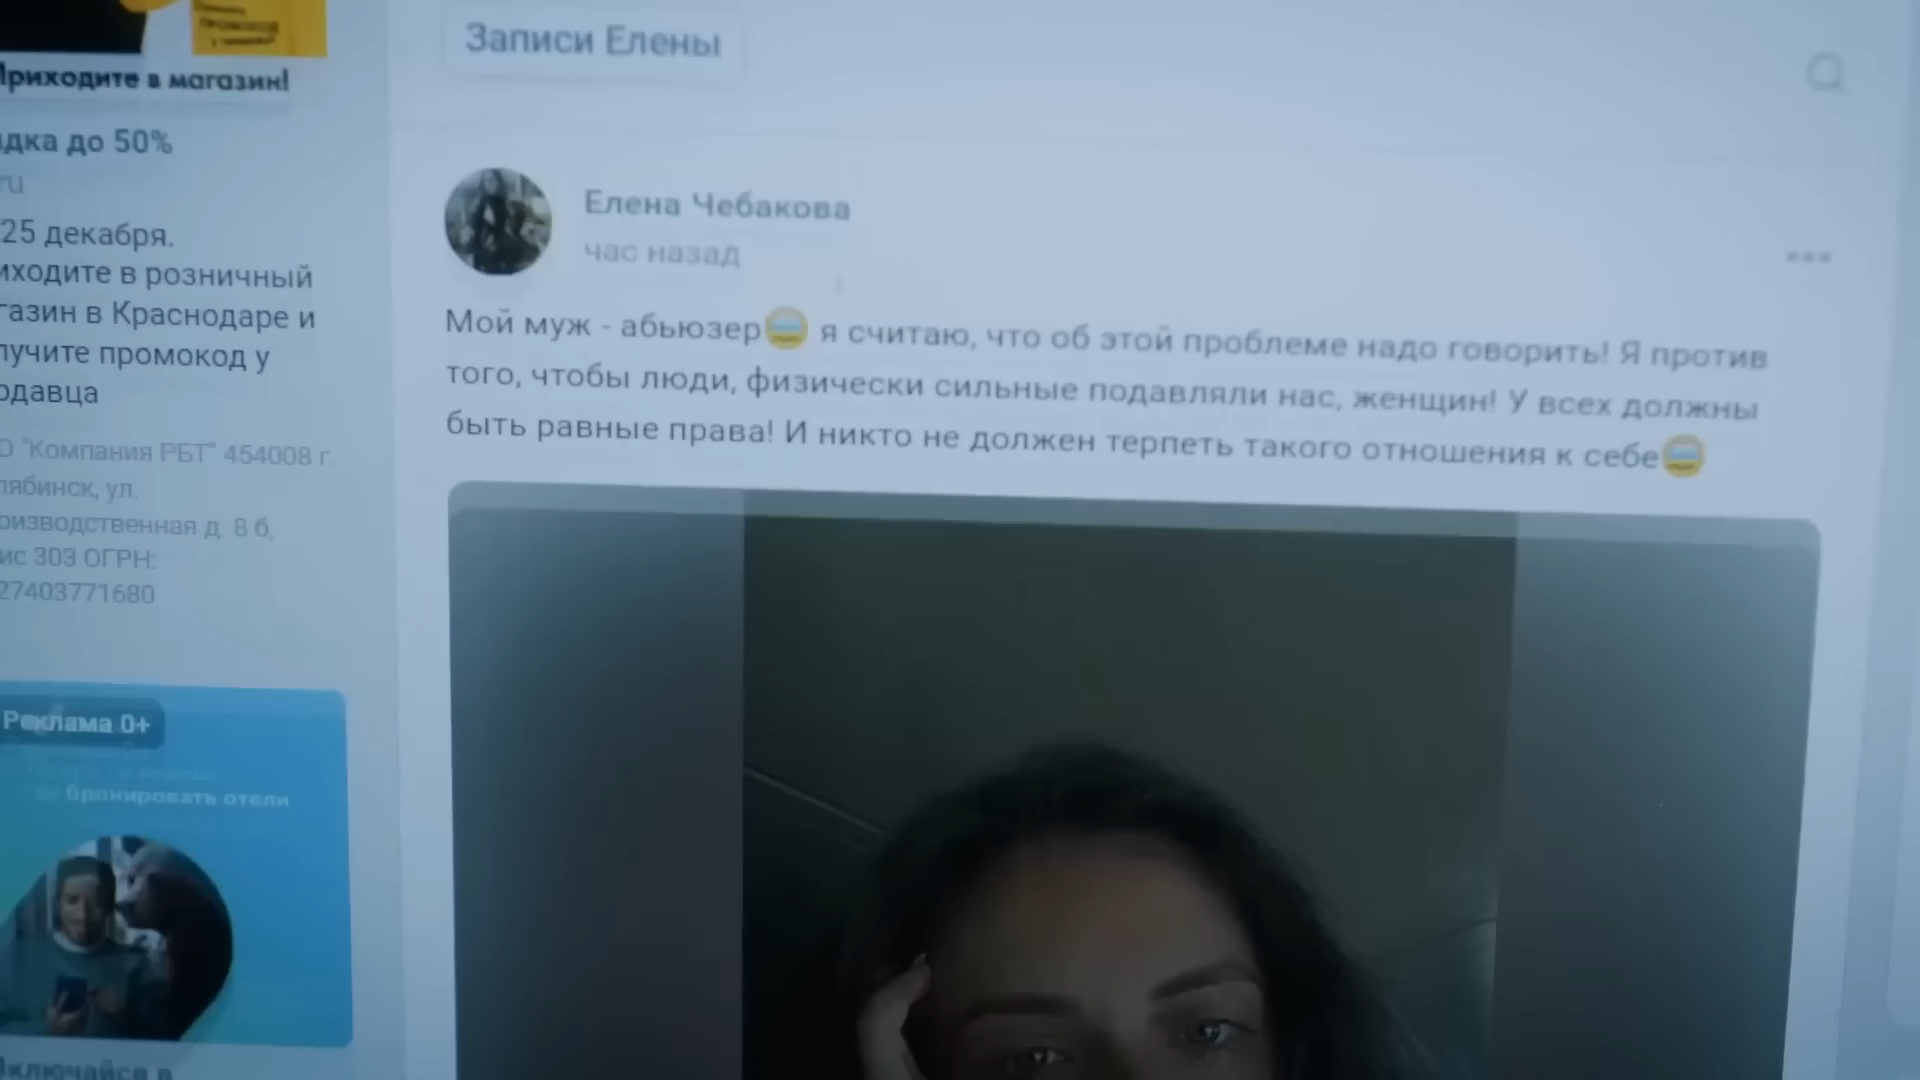 ПРОМОКОД
Приходите в магазин!
дка до 50%
ru
25 декабря.
иходите в розничный
газин в Краснодаре и
лучите промокод у
одавца
О "Компания РБТ" 454008 г.
лябинск, ул.
оизводственная д. 8 б,
ис 303 ОГРН:
27403771680
Реклама 0+
бронировать отели
Включайся в
Записи Елены
Елена Чебакова
час назад
Мой муж - абьюзер я считаю, что об этой проблеме надо говорить! Я против
того, чтобы люди, физически сильные подавляли нас, женщин! У всех должны
быть равные права! И никто не должен терпеть такого отношения к себе